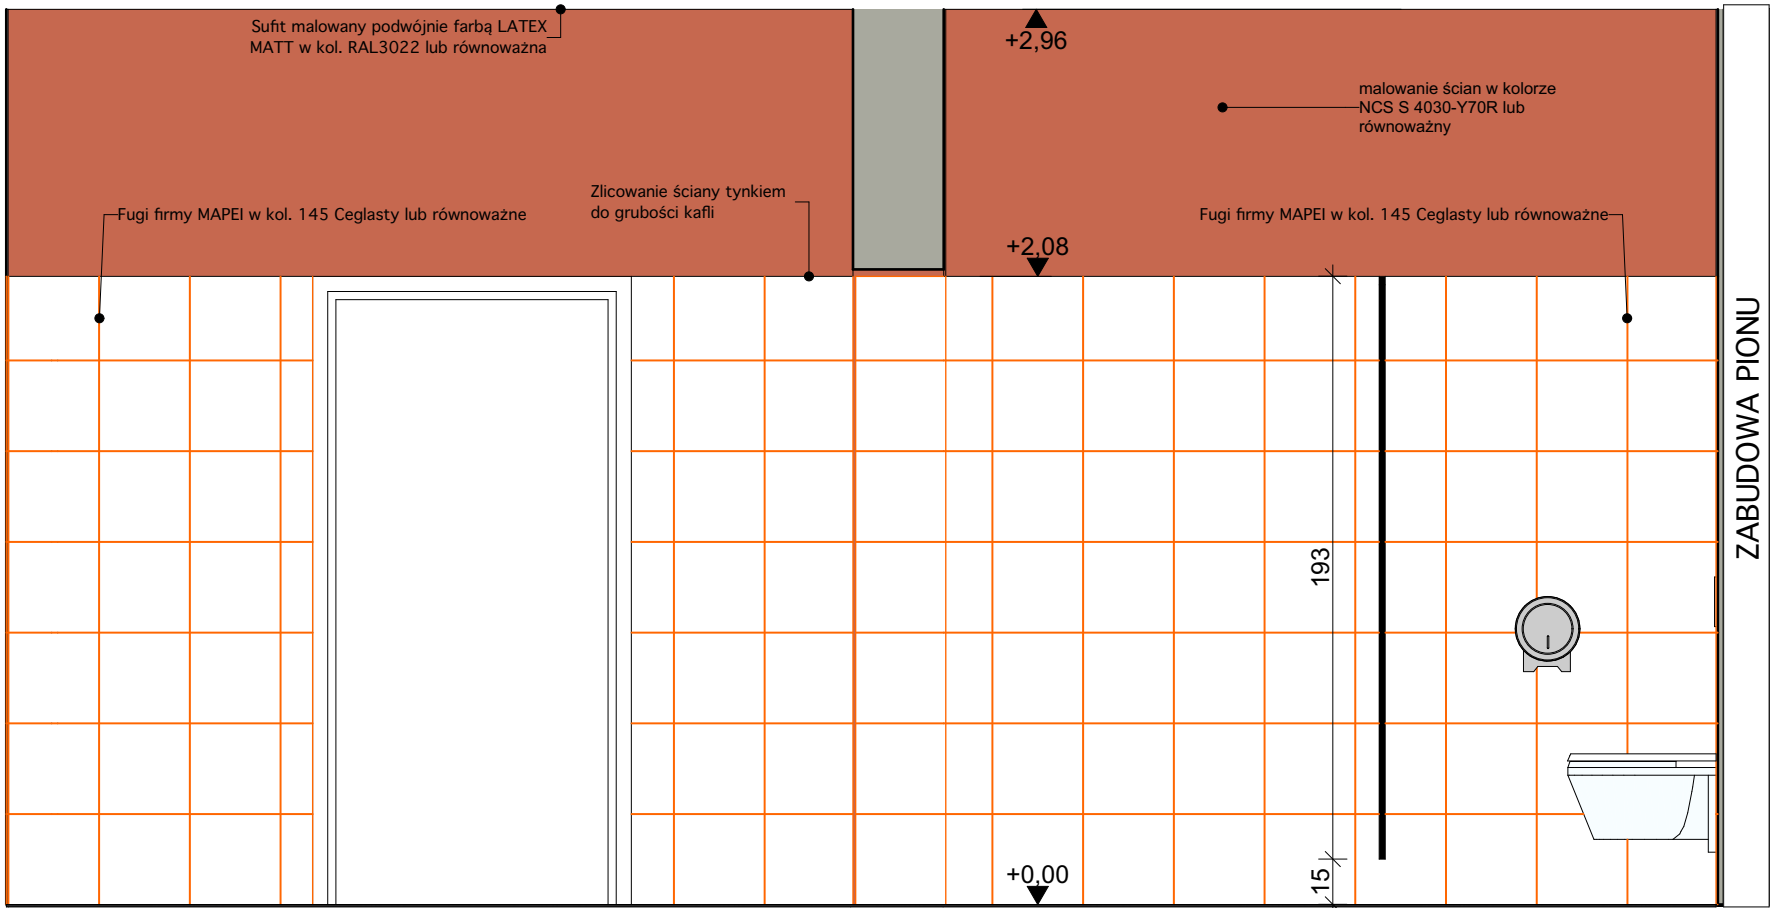 Sufit malowany podwójnie farbą LATEX
MATT w kol. RAL3022 lub równoważna
+2,96
malowanie ścian w kolorze
NCS S 4030-Y70R lub
równoważny
Zlicowanie ściany tynkiem
do grubości kafli
Fugi firmy MAPEI w kol. 145 Ceglasty lub równoważne
Fugi firmy MAPEI w kol. 145 Ceglasty lub równoważne
+2,08
ZABUDOWA PIONU
193
+0,00
15